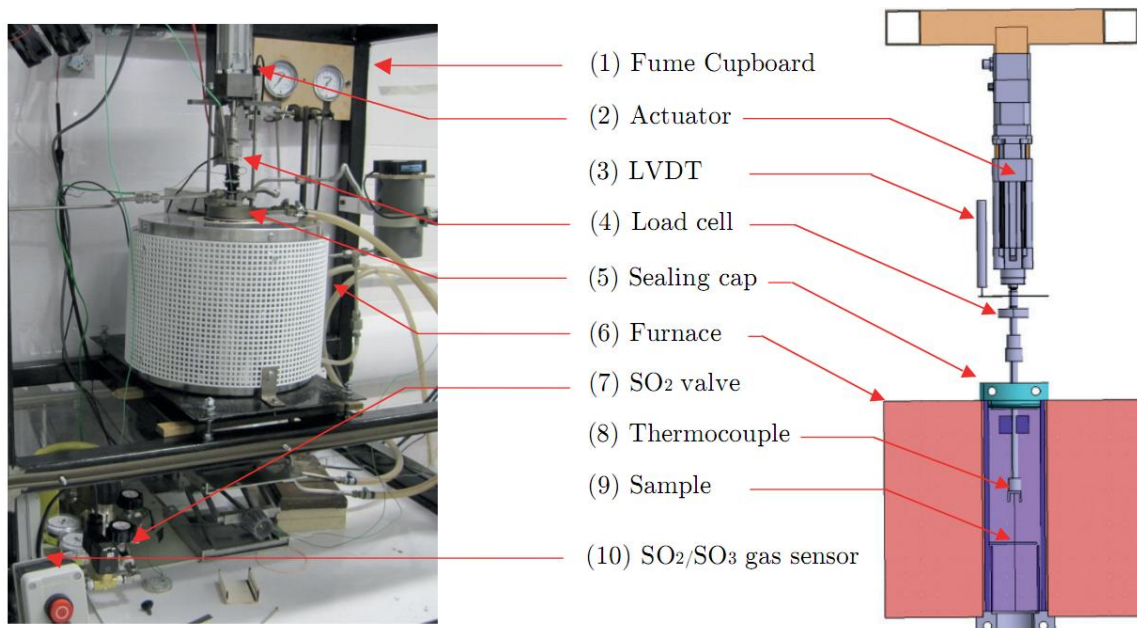 (1) Fume Cupboard
(2) Actuator
(3) LVDT
(4) Load cell
(5) Sealing cap
(6) Furnace
(7) SO₂ valve
(8) Thermocouple
(9) Sample
(10) SO₂/SO₃ gas sensor